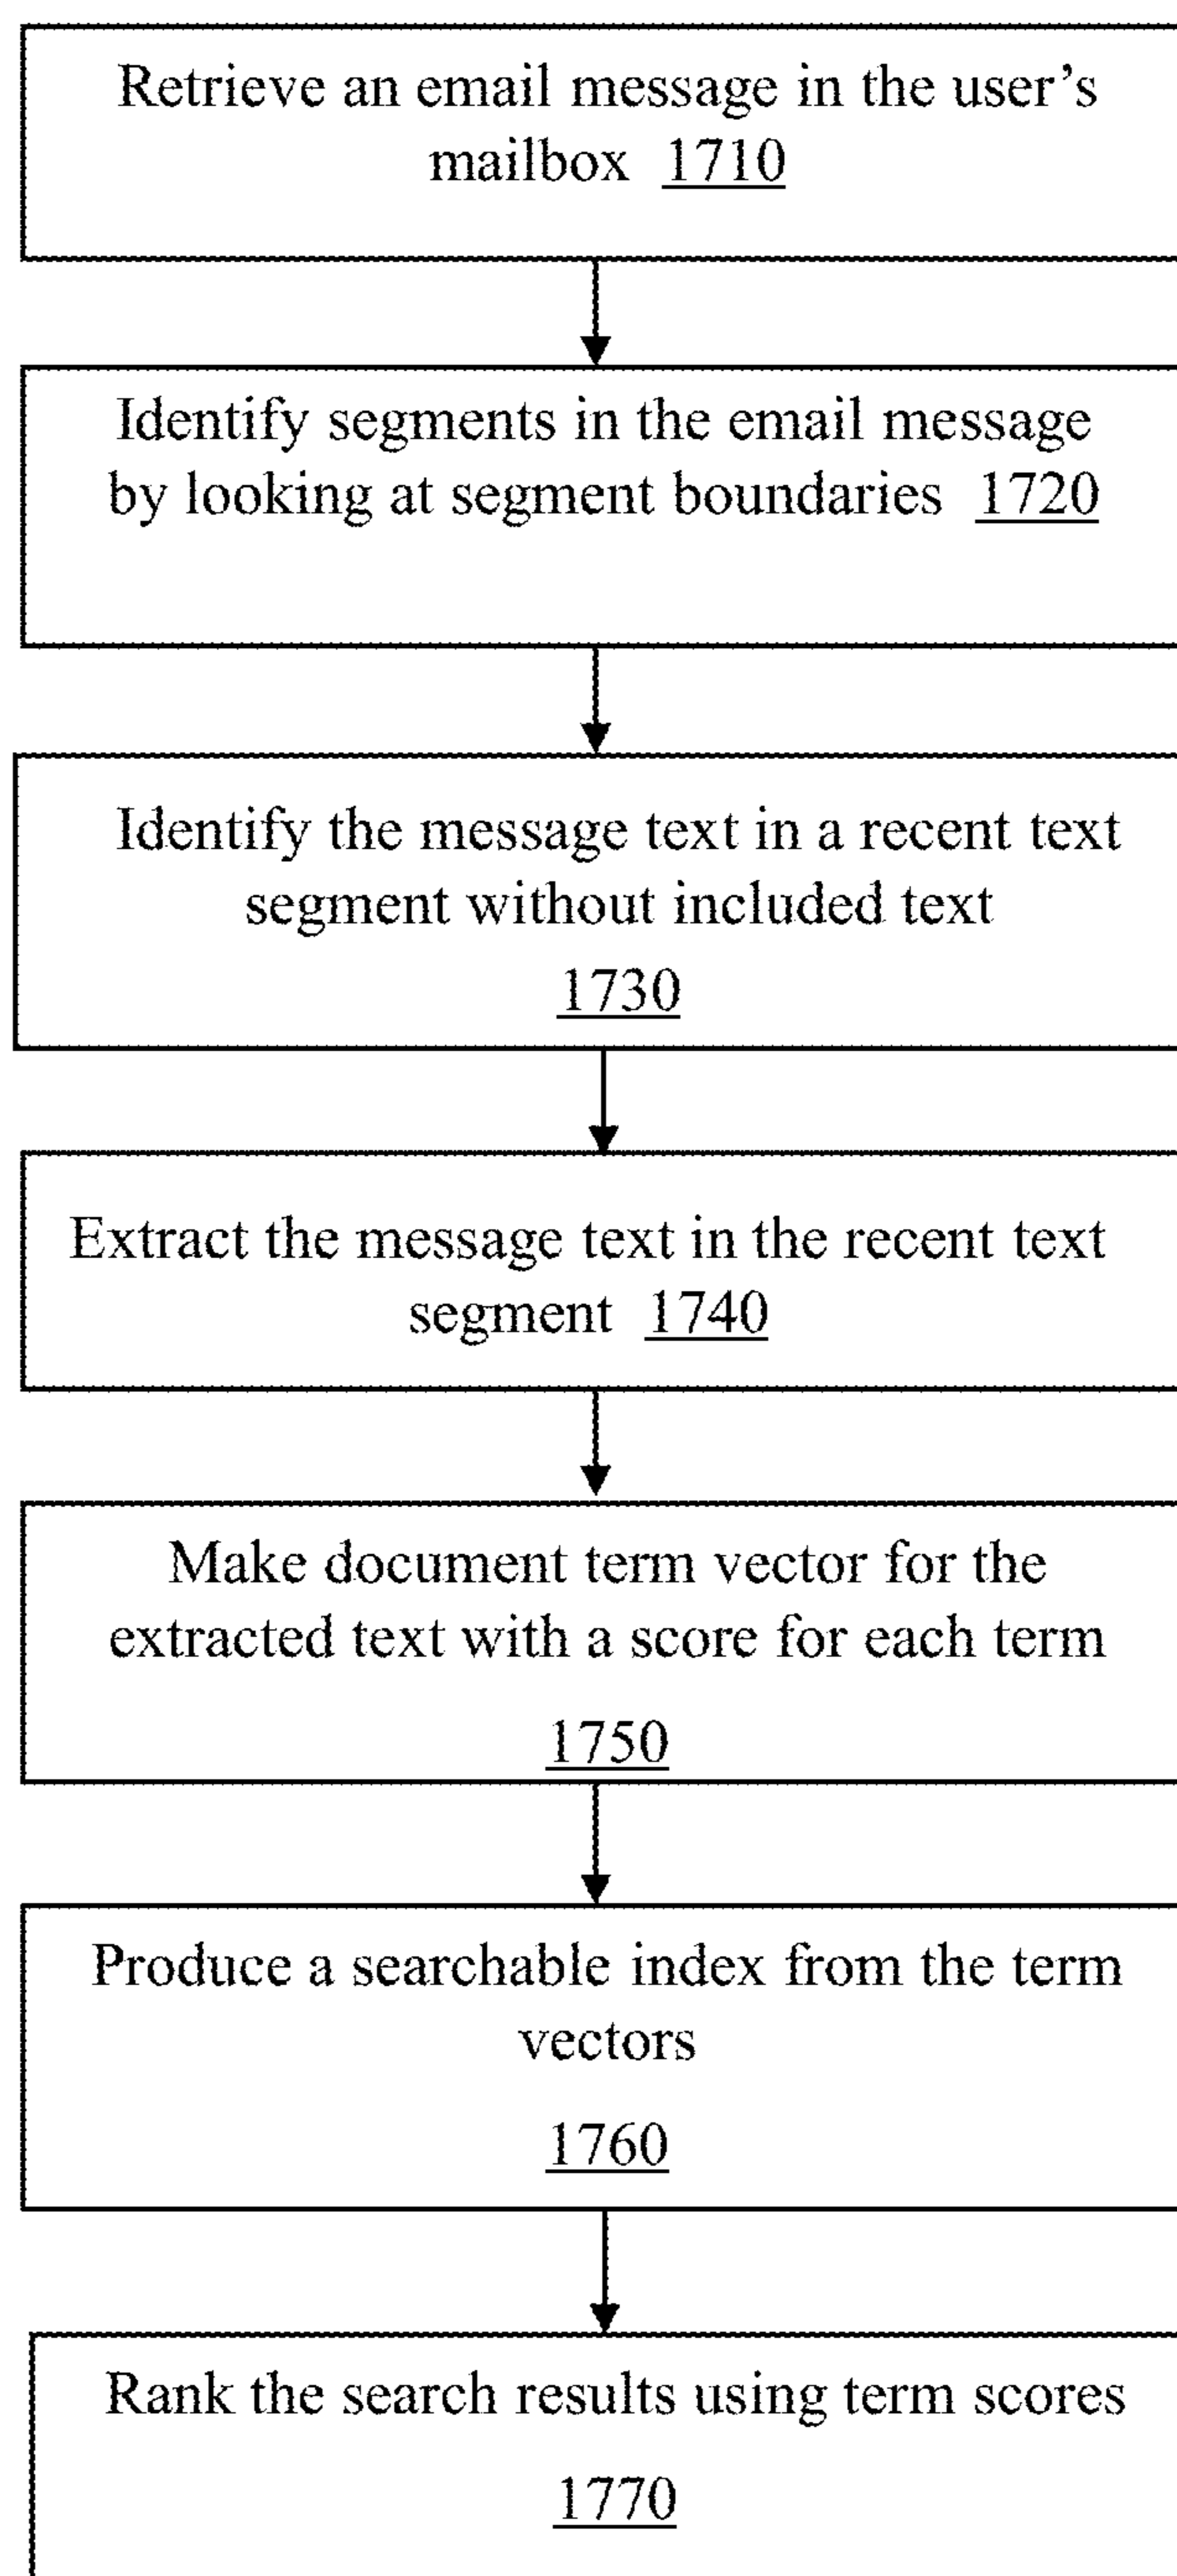 Retrieve an email message in the user’s
mailbox 1710
Identify segments in the email message
by looking at segment boundaries 1720
Identify the message text in a recent text
segment without included text
1730
Extract the message text in the recent text
segment 1740
Make document term vector for the
extracted text with a score for each term
1750
Produce a searchable index from the term
vectors
1760
Rank the search results using term scores
1770